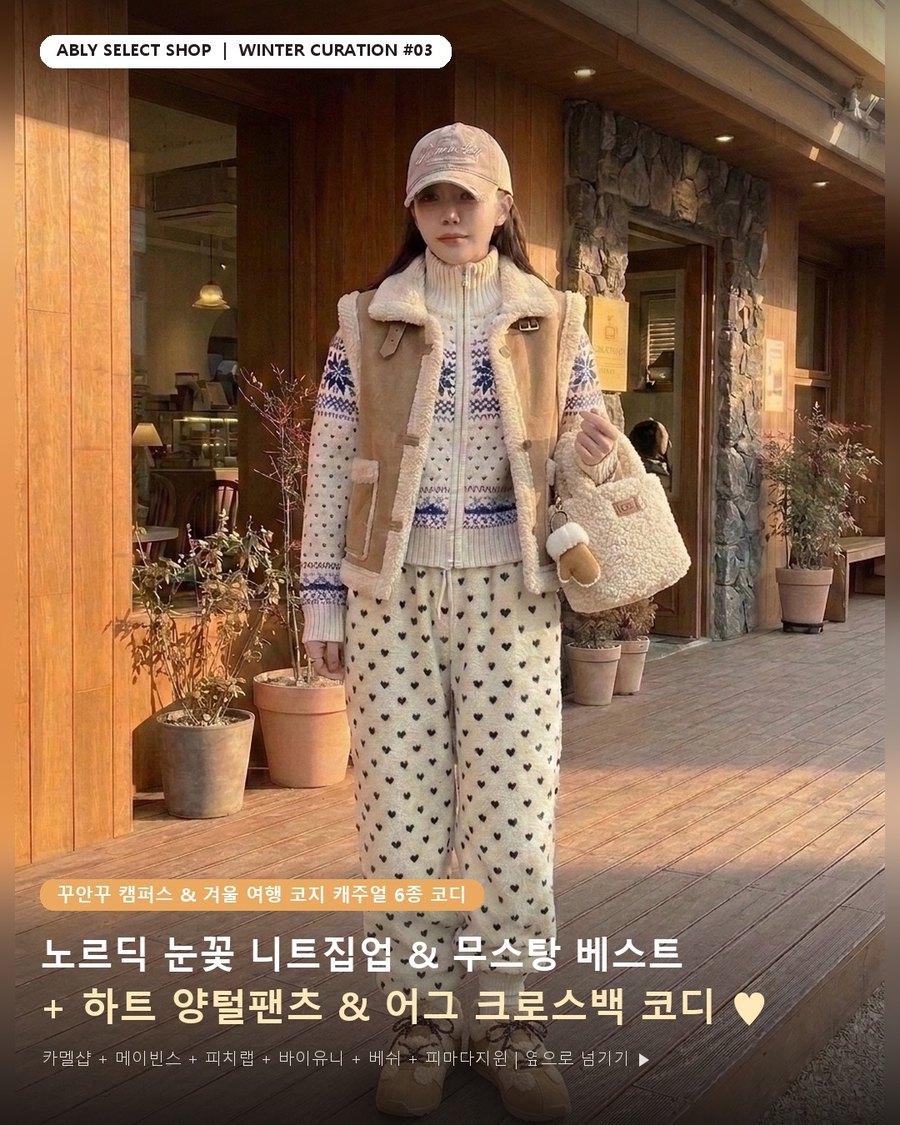 ABLY SELECT SHOP | WINTER CURATION #03
꾸안꾸 캠퍼스 & 겨울 여행 코지 캐주얼 6종 코디
노르딕 눈꽃 니트집업 & 무스탕 베스트
+ 하트 양털팬츠 & 어그 크로스백 코디 ♥
카멜샵 + 메이빈스 + 피치랩 + 바이유니 + 베쉬 + 피마다지원 | 옆으로 넘기기 ▶